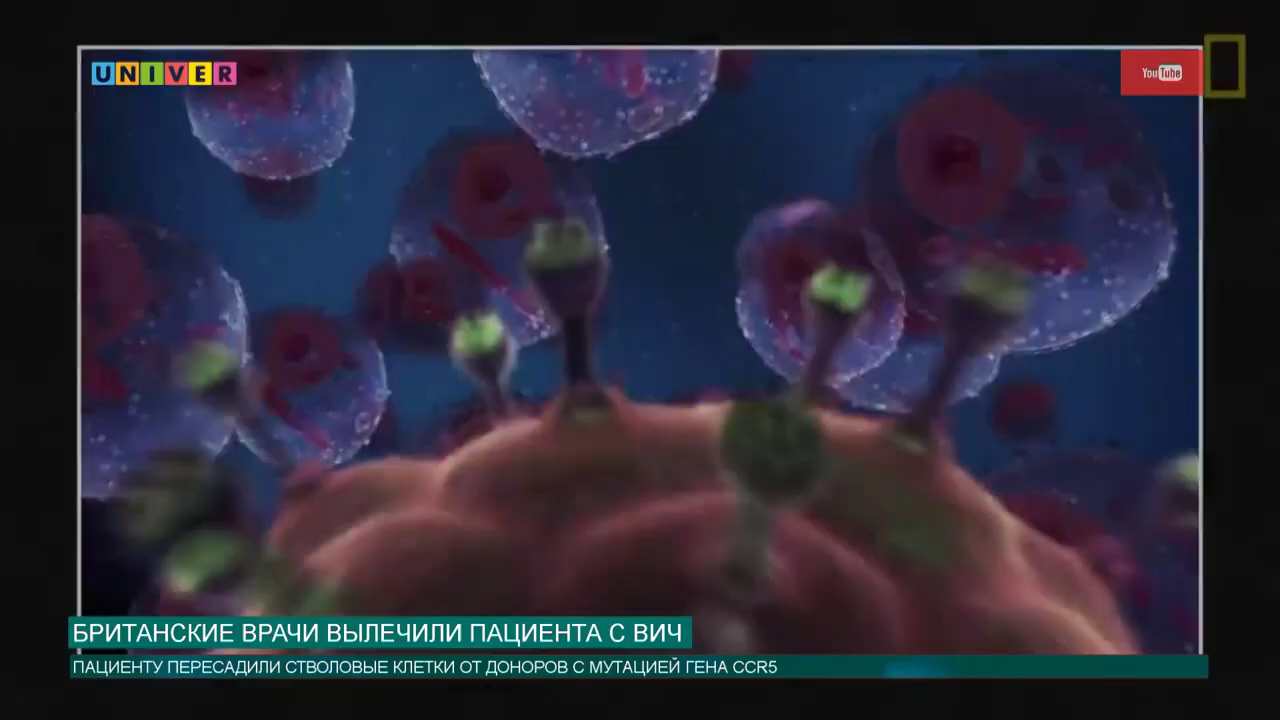 UNIVER
YouTube
БРИТАНСКИЕ ВРАЧИ ВЫЛЕЧИЛИ ПАЦИЕНТА С ВИЧ
ПАЦИЕНТУ ПЕРЕСАДИЛИ СТВОЛОВЫЕ КЛЕТКИ ОТ ДОНОРОВ С МУТАЦИЕЙ ГЕНА CCR5